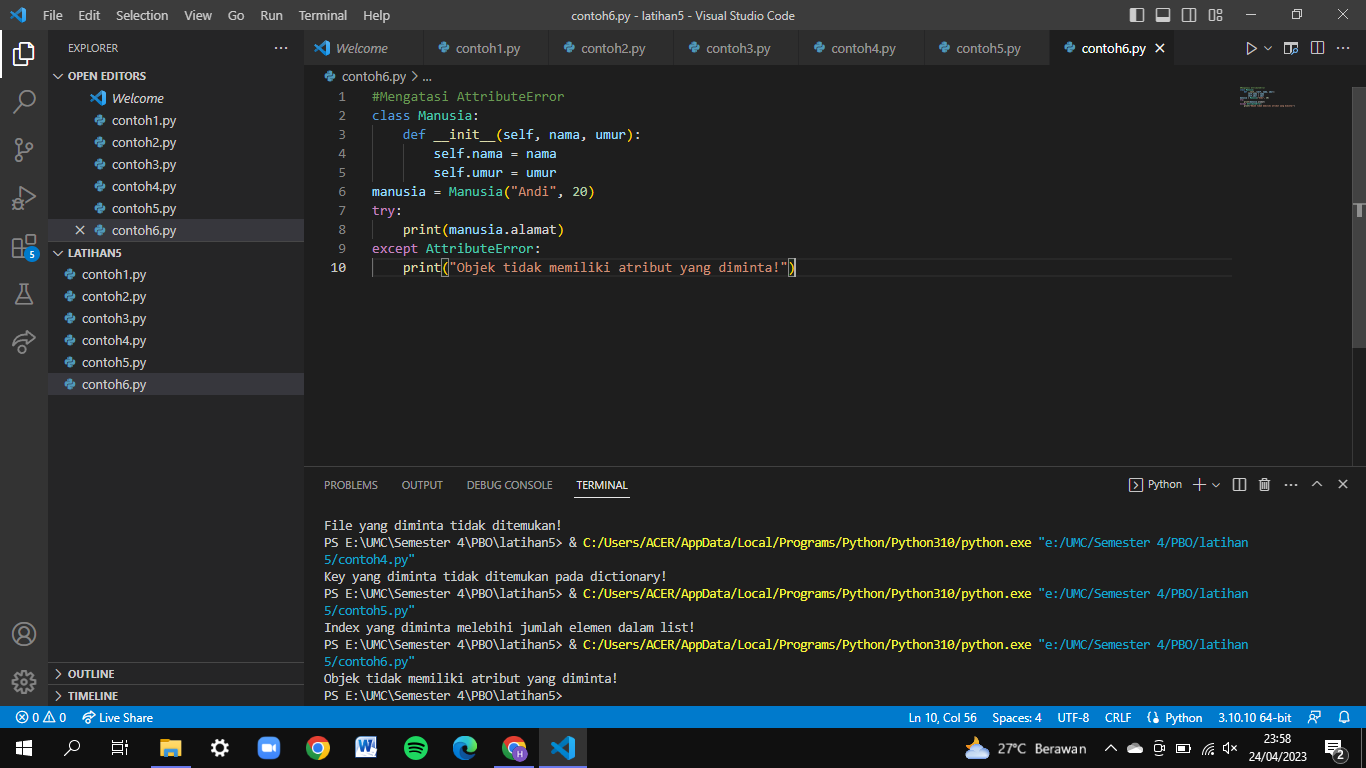 File Edit Selection View Go Run Terminal Help
contoh6.py - latihan5 - Visual Studio Code
EXPLORER
OPEN EDITORS
Welcome
contoh1.py
contoh2.py
contoh3.py
contoh4.py
contoh5.py
contoh6.py
LATIHAN5
contoh1.py
contoh2.py
contoh3.py
contoh4.py
contoh5.py
contoh6.py
OUTLINE
TIMELINE
5
Welcome contoh1.py contoh2.py contoh3.py contoh4.py contoh5.py contoh6.py
contoh6.py > ...
1 #Mengatasi AttributeError
2 class Manusia:
3 def __init__(self, nama, umur):
4 self.nama = nama
5 self.umur = umur
6 manusia = Manusia("Andi", 20)
7 try:
8 print(manusia.alamat)
9 except AttributeError:
10 print("Objek tidak memiliki atribut yang diminta!")
PROBLEMS OUTPUT DEBUG CONSOLE TERMINAL
Python
File yang diminta tidak ditemukan!
PS E:\UMC\Semester 4\PBO\latihan5> & C:/Users/ACER/AppData/Local/Programs/Python/Python310/python.exe "e:/UMC/Semester 4/PBO/latihan
5/contoh4.py"
Key yang diminta tidak ditemukan pada dictionary!
PS E:\UMC\Semester 4\PBO\latihan5> & C:/Users/ACER/AppData/Local/Programs/Python/Python310/python.exe "e:/UMC/Semester 4/PBO/latihan
5/contoh5.py"
Index yang diminta melebihi jumlah elemen dalam list!
PS E:\UMC\Semester 4\PBO\latihan5> & C:/Users/ACER/AppData/Local/Programs/Python/Python310/python.exe "e:/UMC/Semester 4/PBO/latihan
5/contoh6.py"
Objek tidak memiliki atribut yang diminta!
PS E:\UMC\Semester 4\PBO\latihan5>
0 0 Live Share
Ln 10, Col 56 Spaces: 4 UTF-8 CRLF Python 3.10.10 64-bit
27°C Berawan
23:58
24/04/2023
2